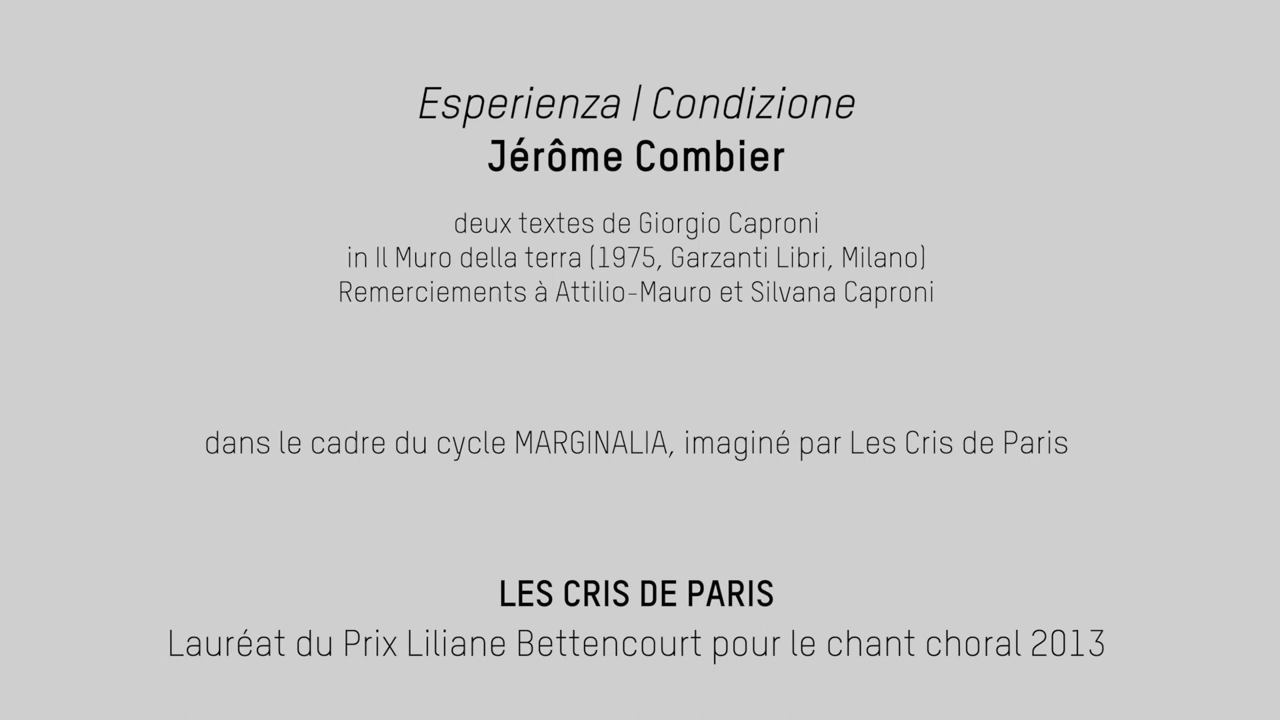 Esperienza | Condizione
Jérôme Combier
deux textes de Giorgio Caproni
in Il Muro della terra (1975, Garzanti Libri, Milano)
Remerciements à Attilio-Mauro et Silvana Caproni
dans le cadre du cycle MARGINALIA, imaginé par Les Cris de Paris
LES CRIS DE PARIS
Lauréat du Prix Liliane Bettencourt pour le chant choral 2013